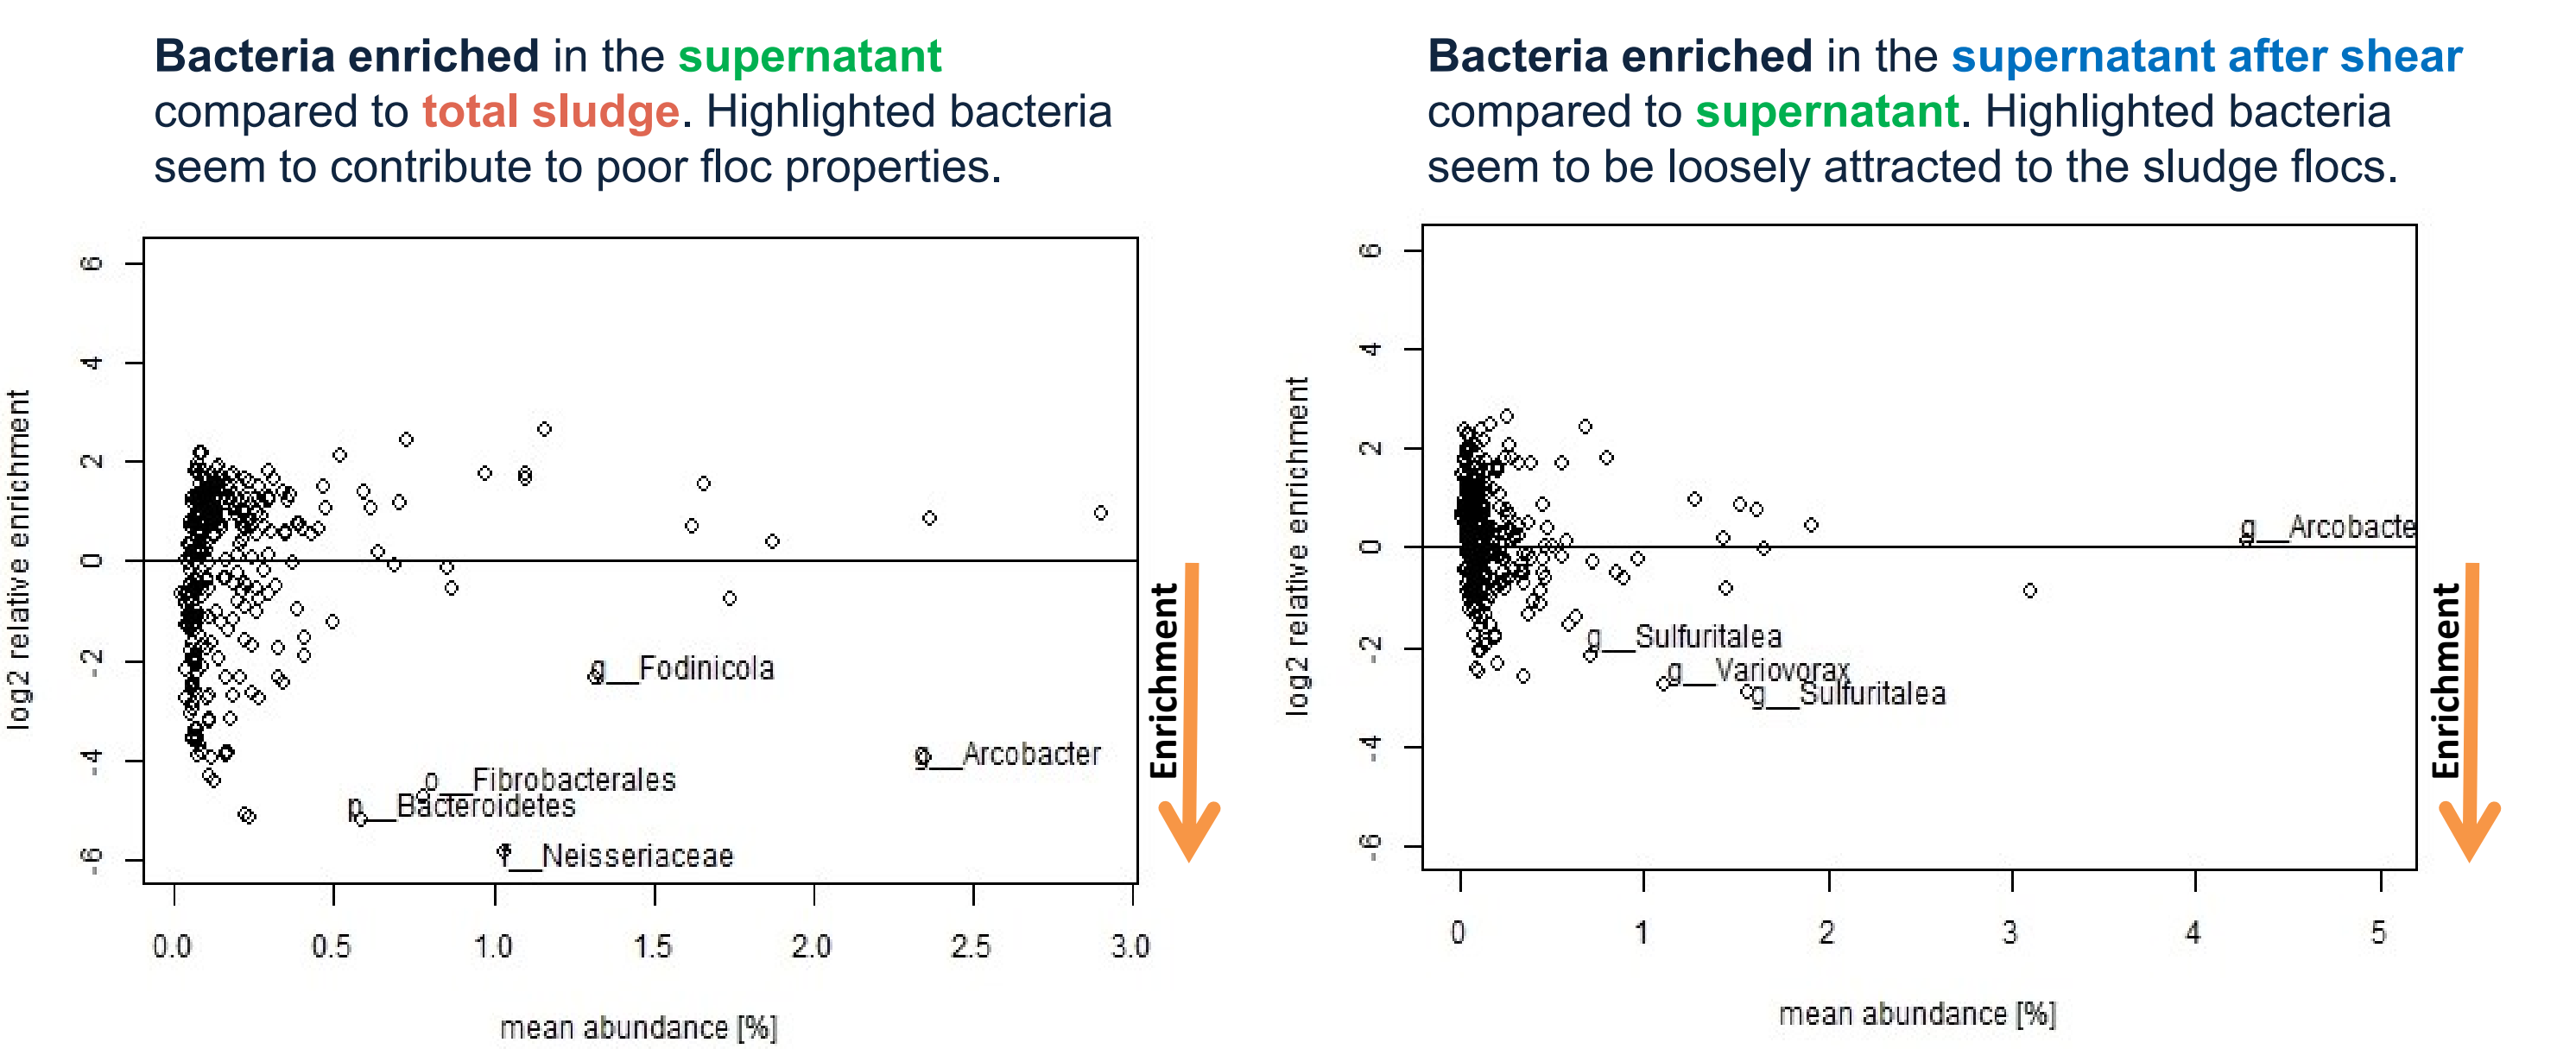 Bacteria enriched in the supernatant
compared to total sludge. Highlighted bacteria
seem to contribute to poor floc properties.
6
4
2
0
-2
-4
-6
log2 relative enrichment
g__Fodinicola
g__Arcobacter
o__Fibrobacterales
p__Bacteroidetes
f__Neisseriaceae
Enrichment
0.0 0.5 1.0 1.5 2.0 2.5 3.0
mean abundance [%]
Bacteria enriched in the supernatant after shear
compared to supernatant. Highlighted bacteria
seem to be loosely attracted to the sludge flocs.
6
4
2
0
-2
-4
-6
log2 relative enrichment
g__Arcobacte
g__Sulfuritalea
g__Variovorax
g__Sulfuritalea
Enrichment
0 1 2 3 4 5
mean abundance [%]